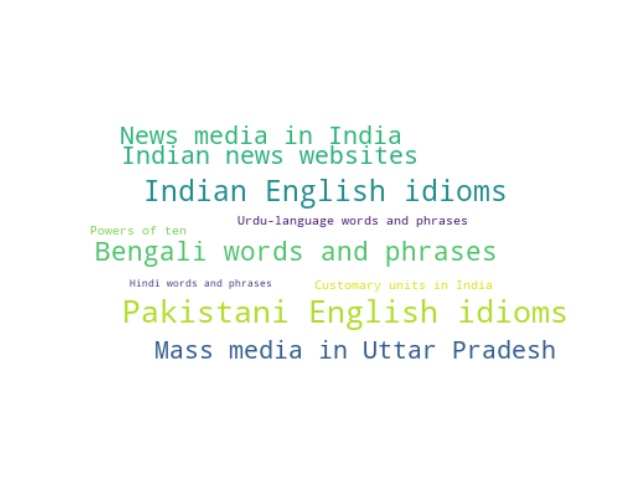 News media in India
Indian news websites
Indian English idioms
Urdu-language words and phrases
Powers of ten
Bengali words and phrases
Hindi words and phrases
Customary units in India
Pakistani English idioms
Mass media in Uttar Pradesh